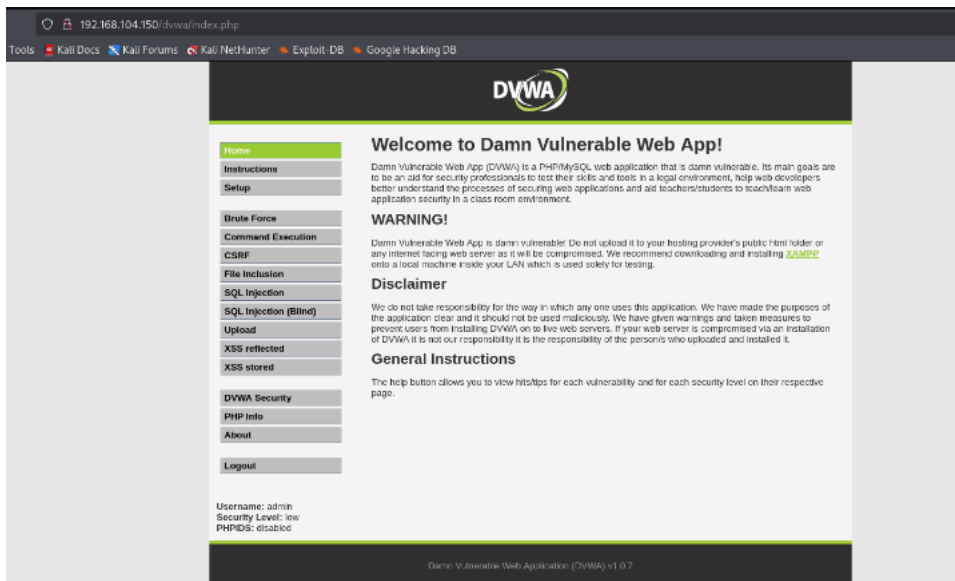 192.168.104.150/dvwa/index.php
Tools Kali Docs Kali Forums Kali NetHunter Exploit-DB Google Hacking DB
DVWA
Home
Instructions
Setup
Brute Force
Command Execution
CSRF
File Inclusion
SQL Injection
SQL Injection (Blind)
Upload
XSS reflected
XSS stored
DVWA Security
PHP Info
About
Logout
Username: admin
Security Level: low
PHPIDS: disabled
Welcome to Damn Vulnerable Web App!
Damn Vulnerable Web App (DVWA) is a PHP/MySQL web application that is damn vulnerable. Its main goals are
to be an aid for security professionals to test their skills and tools in a legal environment, help web developers
better understand the processes of securing web applications and aid teachers/students to teach/learn web
application security in a class room environment.
WARNING!
Damn Vulnerable Web App is damn vulnerable! Do not upload it to your hosting provider's public html folder or
any internet facing web server as it will be compromised. We recommend downloading and installing XAMPP
onto a local machine inside your LAN which is used solely for testing.
Disclaimer
We do not take responsibility for the way in which any one uses this application. We have made the purposes of
the application clear and it should not be used maliciously. We have given warnings and taken measures to
prevent users from installing DVWA on to live web servers. If your web server is compromised via an installation
of DVWA it is not our responsibility it is the responsibility of the person/s who uploaded and installed it.
General Instructions
The help button allows you to view hits/tips for each vulnerability and for each security level on their respective
page.
Damn Vulnerable Web Application (DVWA) v1.0.7